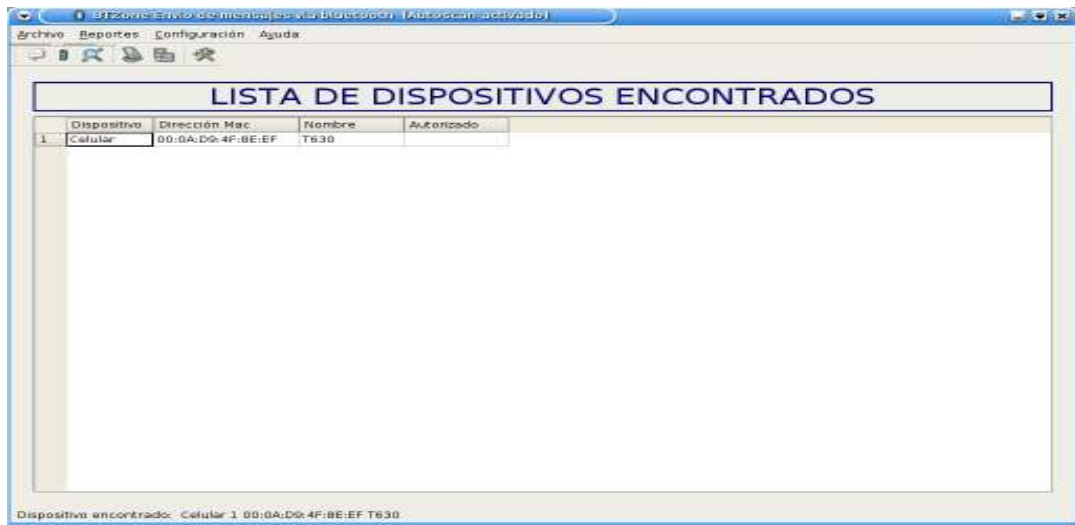 BTZone Envio de mensajes via bluetooth [Autoscan activado]
Archivo Reportes Configuración Ayuda
LISTA DE DISPOSITIVOS ENCONTRADOS
Dispositivo Dirección Mac Nombre Autorizado
1 Celular 00:0A:D9:4F:8E:EF T630
Dispositivo encontrado: Celular 1 00:0A:D9:4F:8E:EF T630